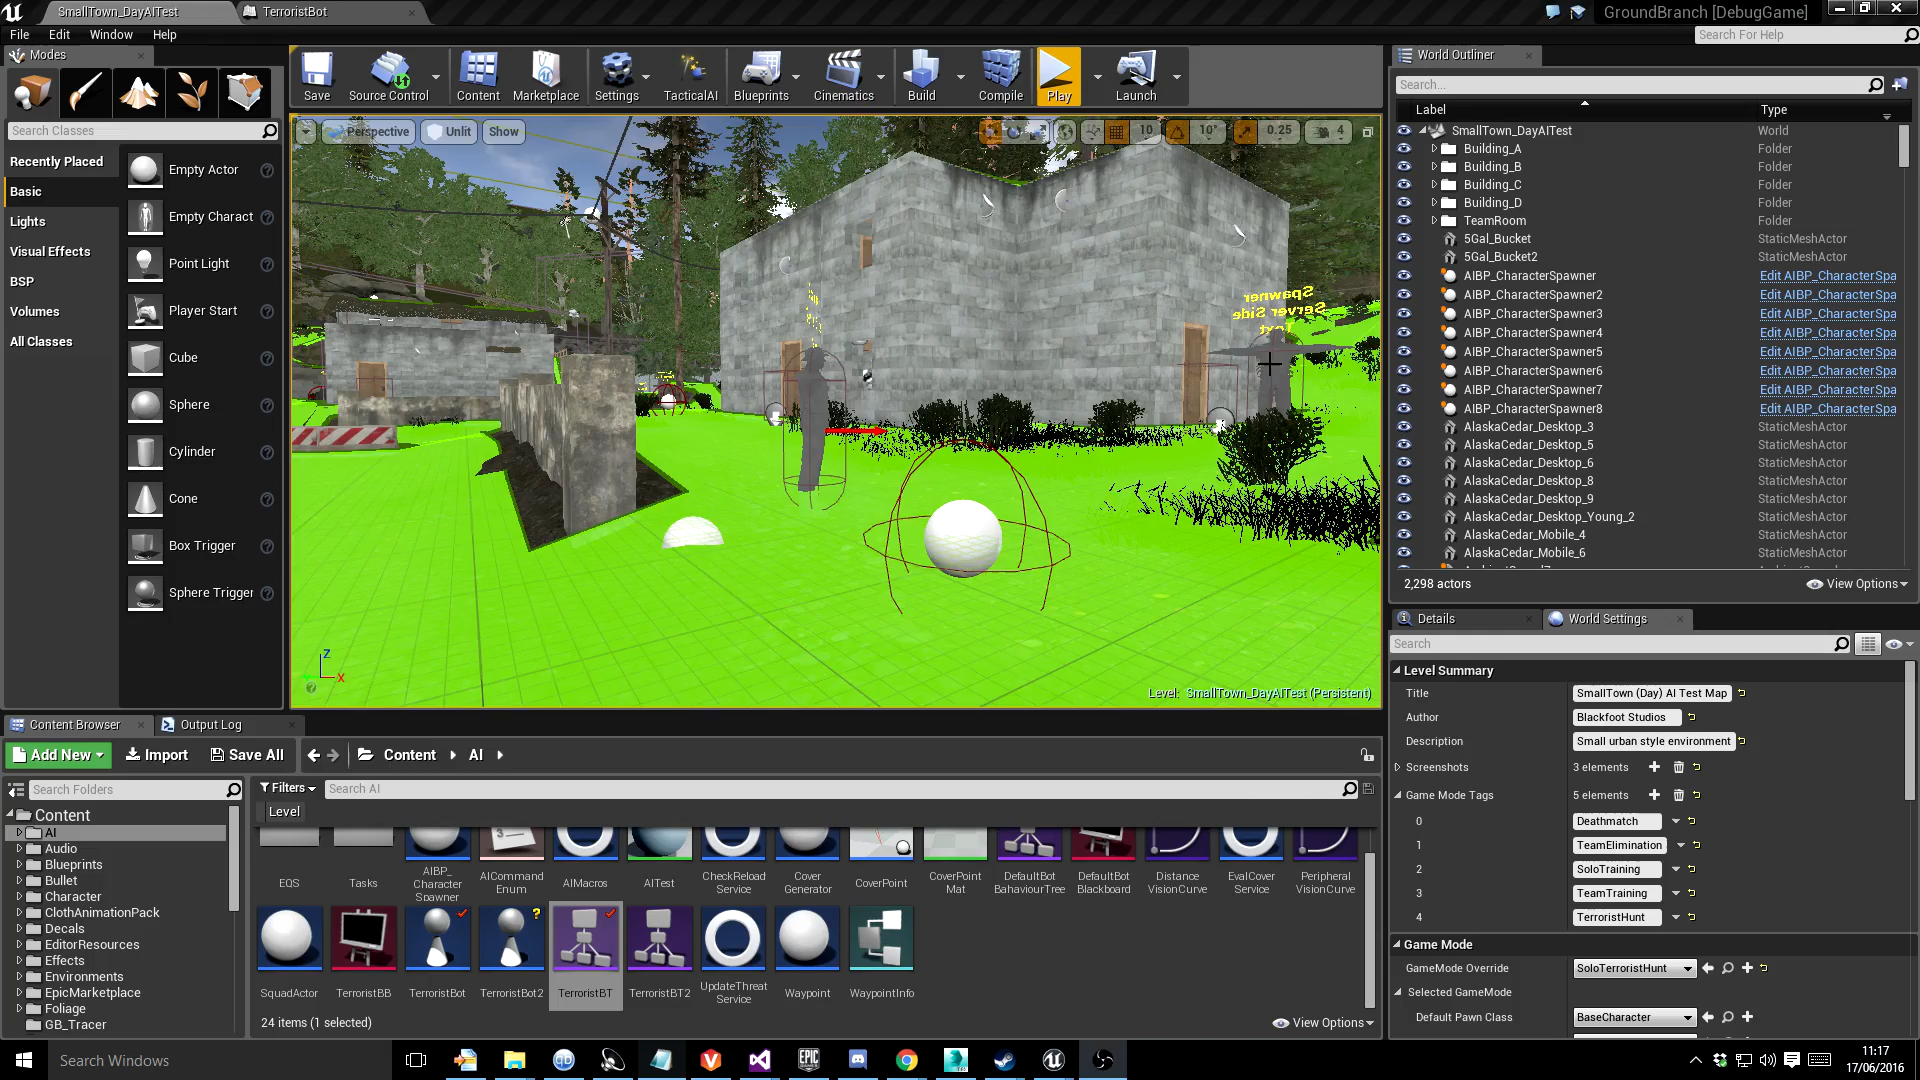 SmallTown_DayAITest
TerroristBot
GroundBranch [DebugGame]
File Edit Window Help
Search For Help
Modes
Save
Source Control
Content
Marketplace
Settings
TacticalAI
Blueprints
Cinematics
Build
Compile
Play
Launch
Search Classes
Recently Placed
Basic
Lights
Visual Effects
BSP
Volumes
All Classes
Empty Actor
Empty Charact
Point Light
Player Start
Cube
Sphere
Cylinder
Cone
Box Trigger
Sphere Trigger
Perspective
Unlit
Show
10
10°
0.25
4
Spawner
Server Side
Text
Z
X
Level: SmallTown_DayAITest (Persistent)
World Outliner
Search...
Label Type
SmallTown_DayAITest World
Building_A Folder
Building_B Folder
Building_C Folder
Building_D Folder
TeamRoom Folder
5Gal_Bucket StaticMeshActor
5Gal_Bucket2 StaticMeshActor
AIBP_CharacterSpawner Edit AIBP_CharacterSpa
AIBP_CharacterSpawner2 Edit AIBP_CharacterSpa
AIBP_CharacterSpawner3 Edit AIBP_CharacterSpa
AIBP_CharacterSpawner4 Edit AIBP_CharacterSpa
AIBP_CharacterSpawner5 Edit AIBP_CharacterSpa
AIBP_CharacterSpawner6 Edit AIBP_CharacterSpa
AIBP_CharacterSpawner7 Edit AIBP_CharacterSpa
AIBP_CharacterSpawner8 Edit AIBP_CharacterSpa
AlaskaCedar_Desktop_3 StaticMeshActor
AlaskaCedar_Desktop_5 StaticMeshActor
AlaskaCedar_Desktop_6 StaticMeshActor
AlaskaCedar_Desktop_8 StaticMeshActor
AlaskaCedar_Desktop_9 StaticMeshActor
AlaskaCedar_Desktop_Young_2 StaticMeshActor
AlaskaCedar_Mobile_4 StaticMeshActor
AlaskaCedar_Mobile_6 StaticMeshActor
2,298 actors
View Options
Details
World Settings
Search
Level Summary
Title SmallTown (Day) AI Test Map
Author Blackfoot Studios
Description Small urban style environment
Screenshots 3 elements
Game Mode Tags 5 elements
0 Deathmatch
1 TeamElimination
2 SoloTraining
3 TeamTraining
4 TerroristHunt
Game Mode
GameMode Override SoloTerroristHunt
Selected GameMode
Default Pawn Class BaseCharacter
Content Browser
Output Log
Add New
Import
Save All
Content
AI
Search Folders
Content
AI
Audio
Blueprints
Bullet
Character
ClothAnimationPack
Decals
EditorResources
Effects
Environments
EpicMarketplace
Foliage
GB_Tracer
Filters
Search AI
Level
EQS
Tasks
AIBP_
Character
Spawner
AICommand
Enum
AIMacros
AITest
CheckReload
Service
Cover
Generator
CoverPoint
CoverPoint
Mat
DefaultBot
BahaviourTree
DefaultBot
Blackboard
Distance
VisionCurve
EvalCover
Service
Peripheral
VisionCurve
SquadActor
TerroristBB
TerroristBot
TerroristBot2
TerroristBT
TerroristBT2
UpdateThreat
Service
Waypoint
WaypointInfo
24 items (1 selected)
View Options
Search Windows
EPIC
GAMES
11:17
17/06/2016